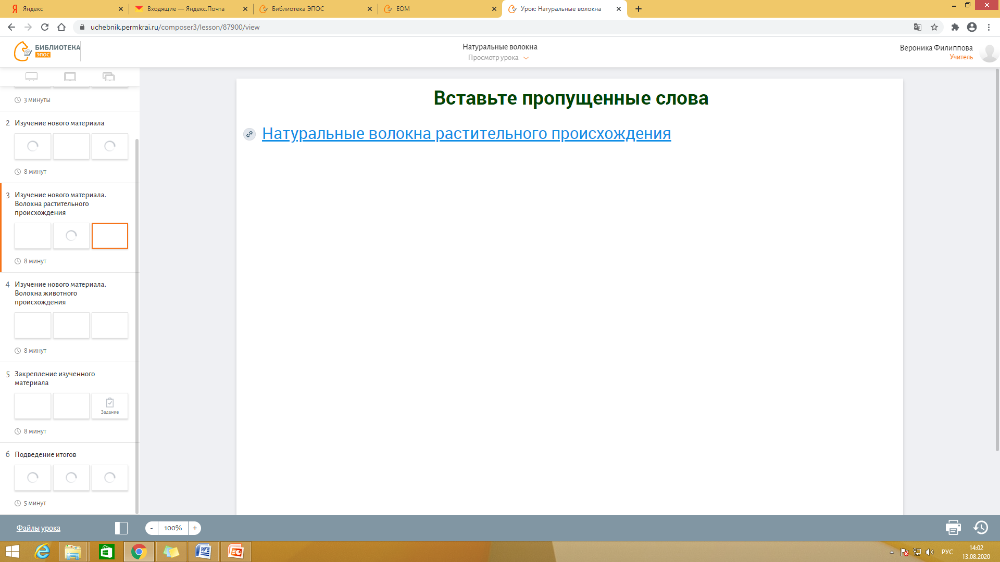 Яндекс
Входящие — Яндекс.Почта
Библиотека ЭПОС
ЕОМ
Урок: Натуральные волокна
uchebnik.permkrai.ru/composer3/lesson/87900/view
БИБЛИОТЕКА
ЭПОС
Натуральные волокна
Просмотр урока
Вероника Филиппова
Учитель
3 минуты
2 Изучение нового материала
8 минут
3 Изучение нового материала.
Волокна растительного
происхождения
8 минут
4 Изучение нового материала.
Волокна животного
происхождения
8 минут
5 Закрепление изученного
материала
Задание
8 минут
6 Подведение итогов
5 минут
Вставьте пропущенные слова
Натуральные волокна растительного происхождения
Файлы урока
- 100% +
РУС
14:02
13.08.2020